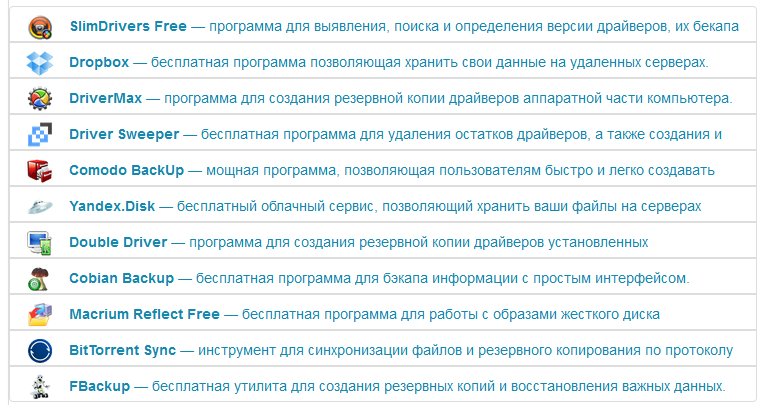 SlimDrivers Free — программа для выявления, поиска и определения версии драйверов, их бекапа
Dropbox — бесплатная программа позволяющая хранить свои данные на удаленных серверах.
DriverMax — программа для создания резервной копии драйверов аппаратной части компьютера.
Driver Sweeper — бесплатная программа для удаления остатков драйверов, а также создания и
Comodo BackUp — мощная программа, позволяющая пользователям быстро и легко создавать
Yandex.Disk — бесплатный облачный сервис, позволяющий хранить ваши файлы на серверах
Double Driver — программа для создания резервной копии драйверов установленных
Cobian Backup — бесплатная программа для бэкапа информации с простым интерфейсом.
Macrium Reflect Free — бесплатная программа для работы с образами жесткого диска
BitTorrent Sync — инструмент для синхронизации файлов и резервного копирования по протоколу
FBackup — бесплатная утилита для создания резервных копий и восстановления важных данных.